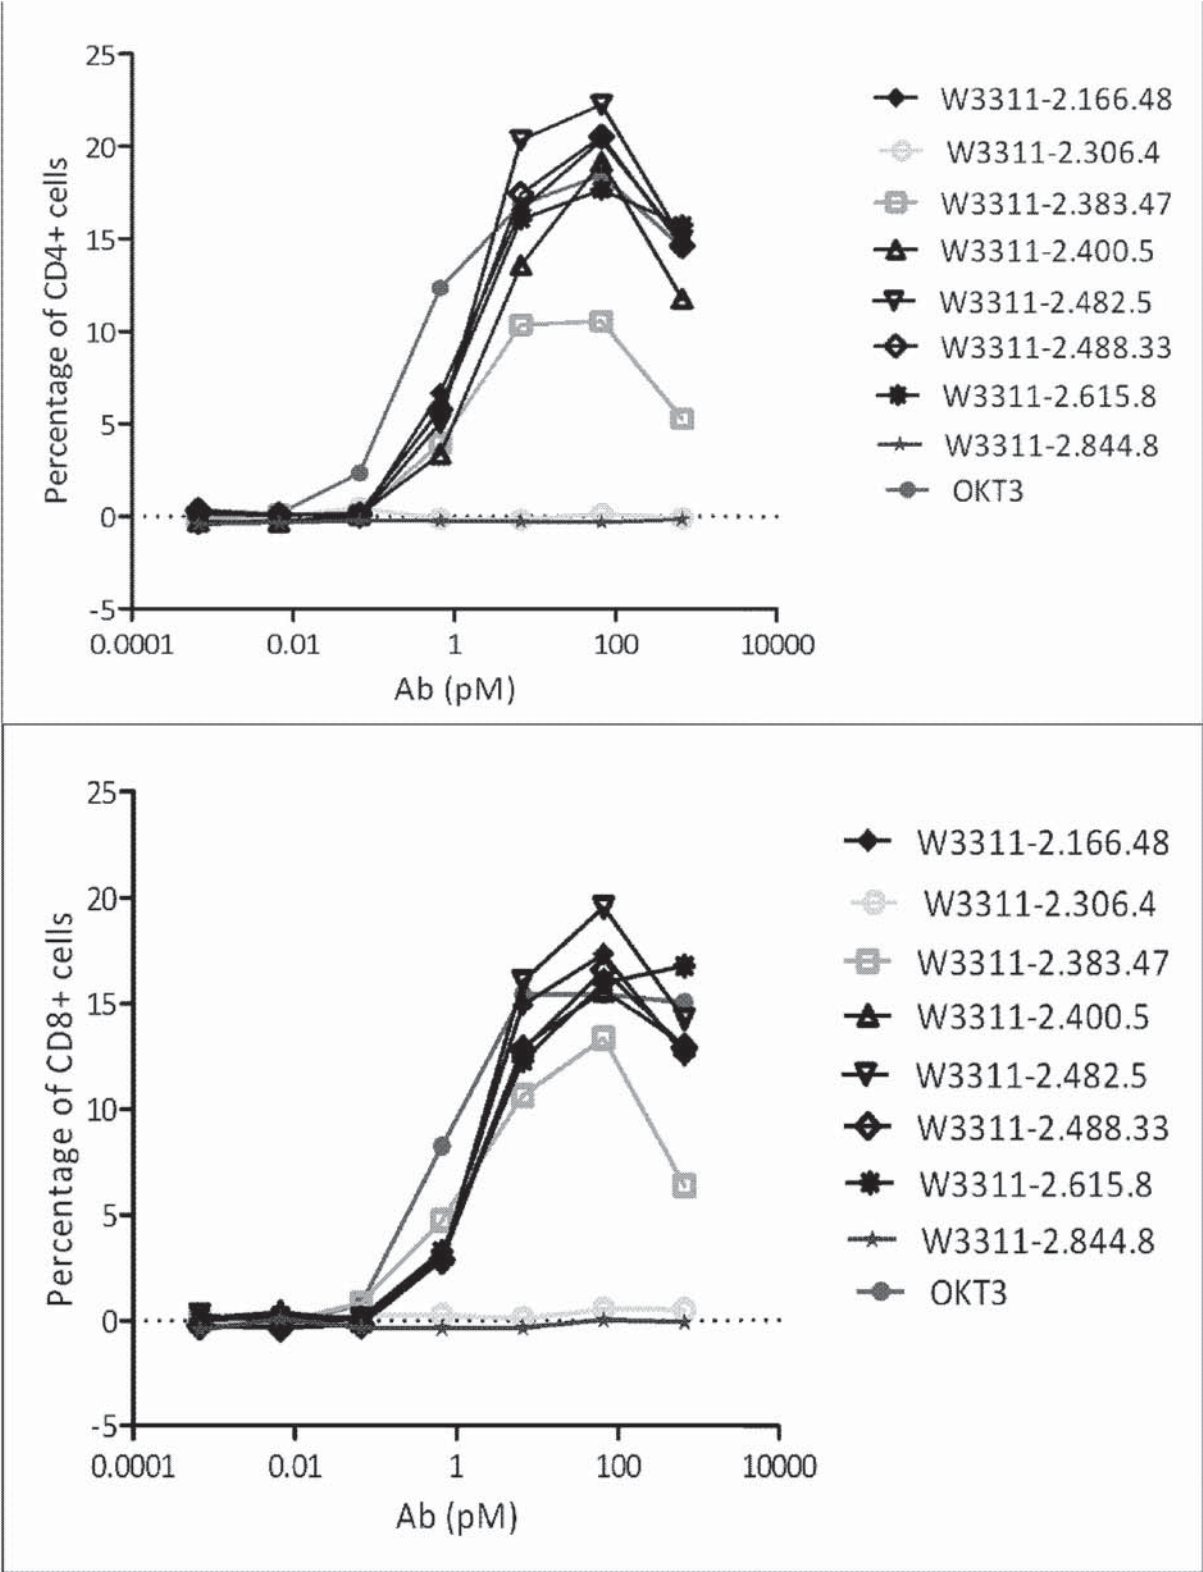 25
20
15
10
5
0
-5
Percentage of CD4+ cells
0.0001 0.01 1 100 10000
Ab (pM)
W3311-2.166.48
W3311-2.306.4
W3311-2.383.47
W3311-2.400.5
W3311-2.482.5
W3311-2.488.33
W3311-2.615.8
W3311-2.844.8
OKT3
25
20
15
10
5
0
-5
Percentage of CD8+ cells
0.0001 0.01 1 100 10000
Ab (pM)
W3311-2.166.48
W3311-2.306.4
W3311-2.383.47
W3311-2.400.5
W3311-2.482.5
W3311-2.488.33
W3311-2.615.8
W3311-2.844.8
OKT3